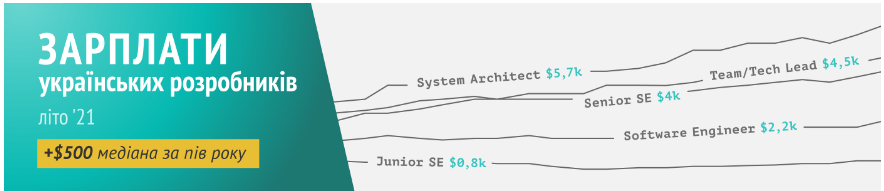 ЗАРПЛАТИ
українських розробників
літо '21
+$500 медіана за пів року
System Architect $5,7k
Team/Tech Lead $4,5k
Senior SE $4k
Software Engineer $2,2k
Junior SE $0,8k